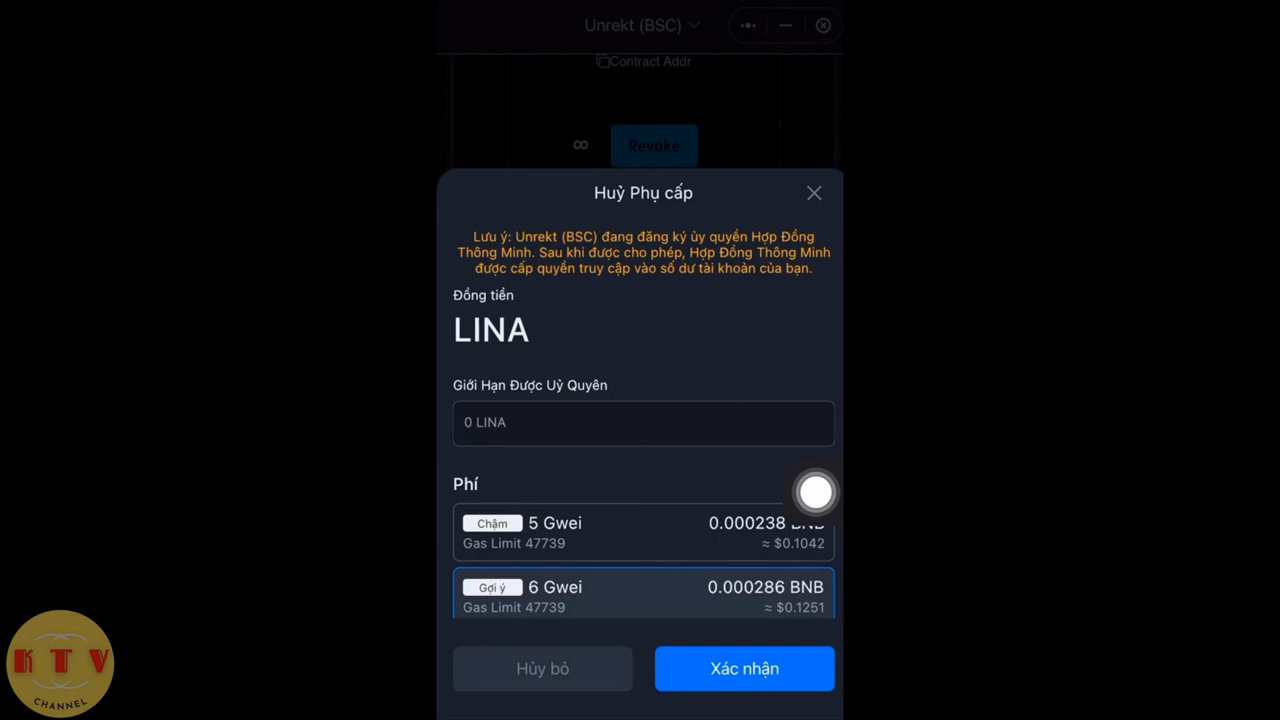 Unrekt (BSC)
Contract Addr
∞
Revoke
Huỷ Phụ cấp
Lưu ý: Unrekt (BSC) đang đăng ký ủy quyền Hợp Đồng
Thông Minh. Sau khi được cho phép, Hợp Đồng Thông Minh
được cấp quyền truy cập vào số dư tài khoản của bạn.
Đồng tiền
LINA
Giới Hạn Được Uỷ Quyền
0 LINA
Phí
Chậm 5 Gwei 0.000238 BNB
Gas Limit 47739 ≈ $0.1042
Gợi ý 6 Gwei 0.000286 BNB
Gas Limit 47739 ≈ $0.1251
Hủy bỏ Xác nhận
KTV
CHANNEL